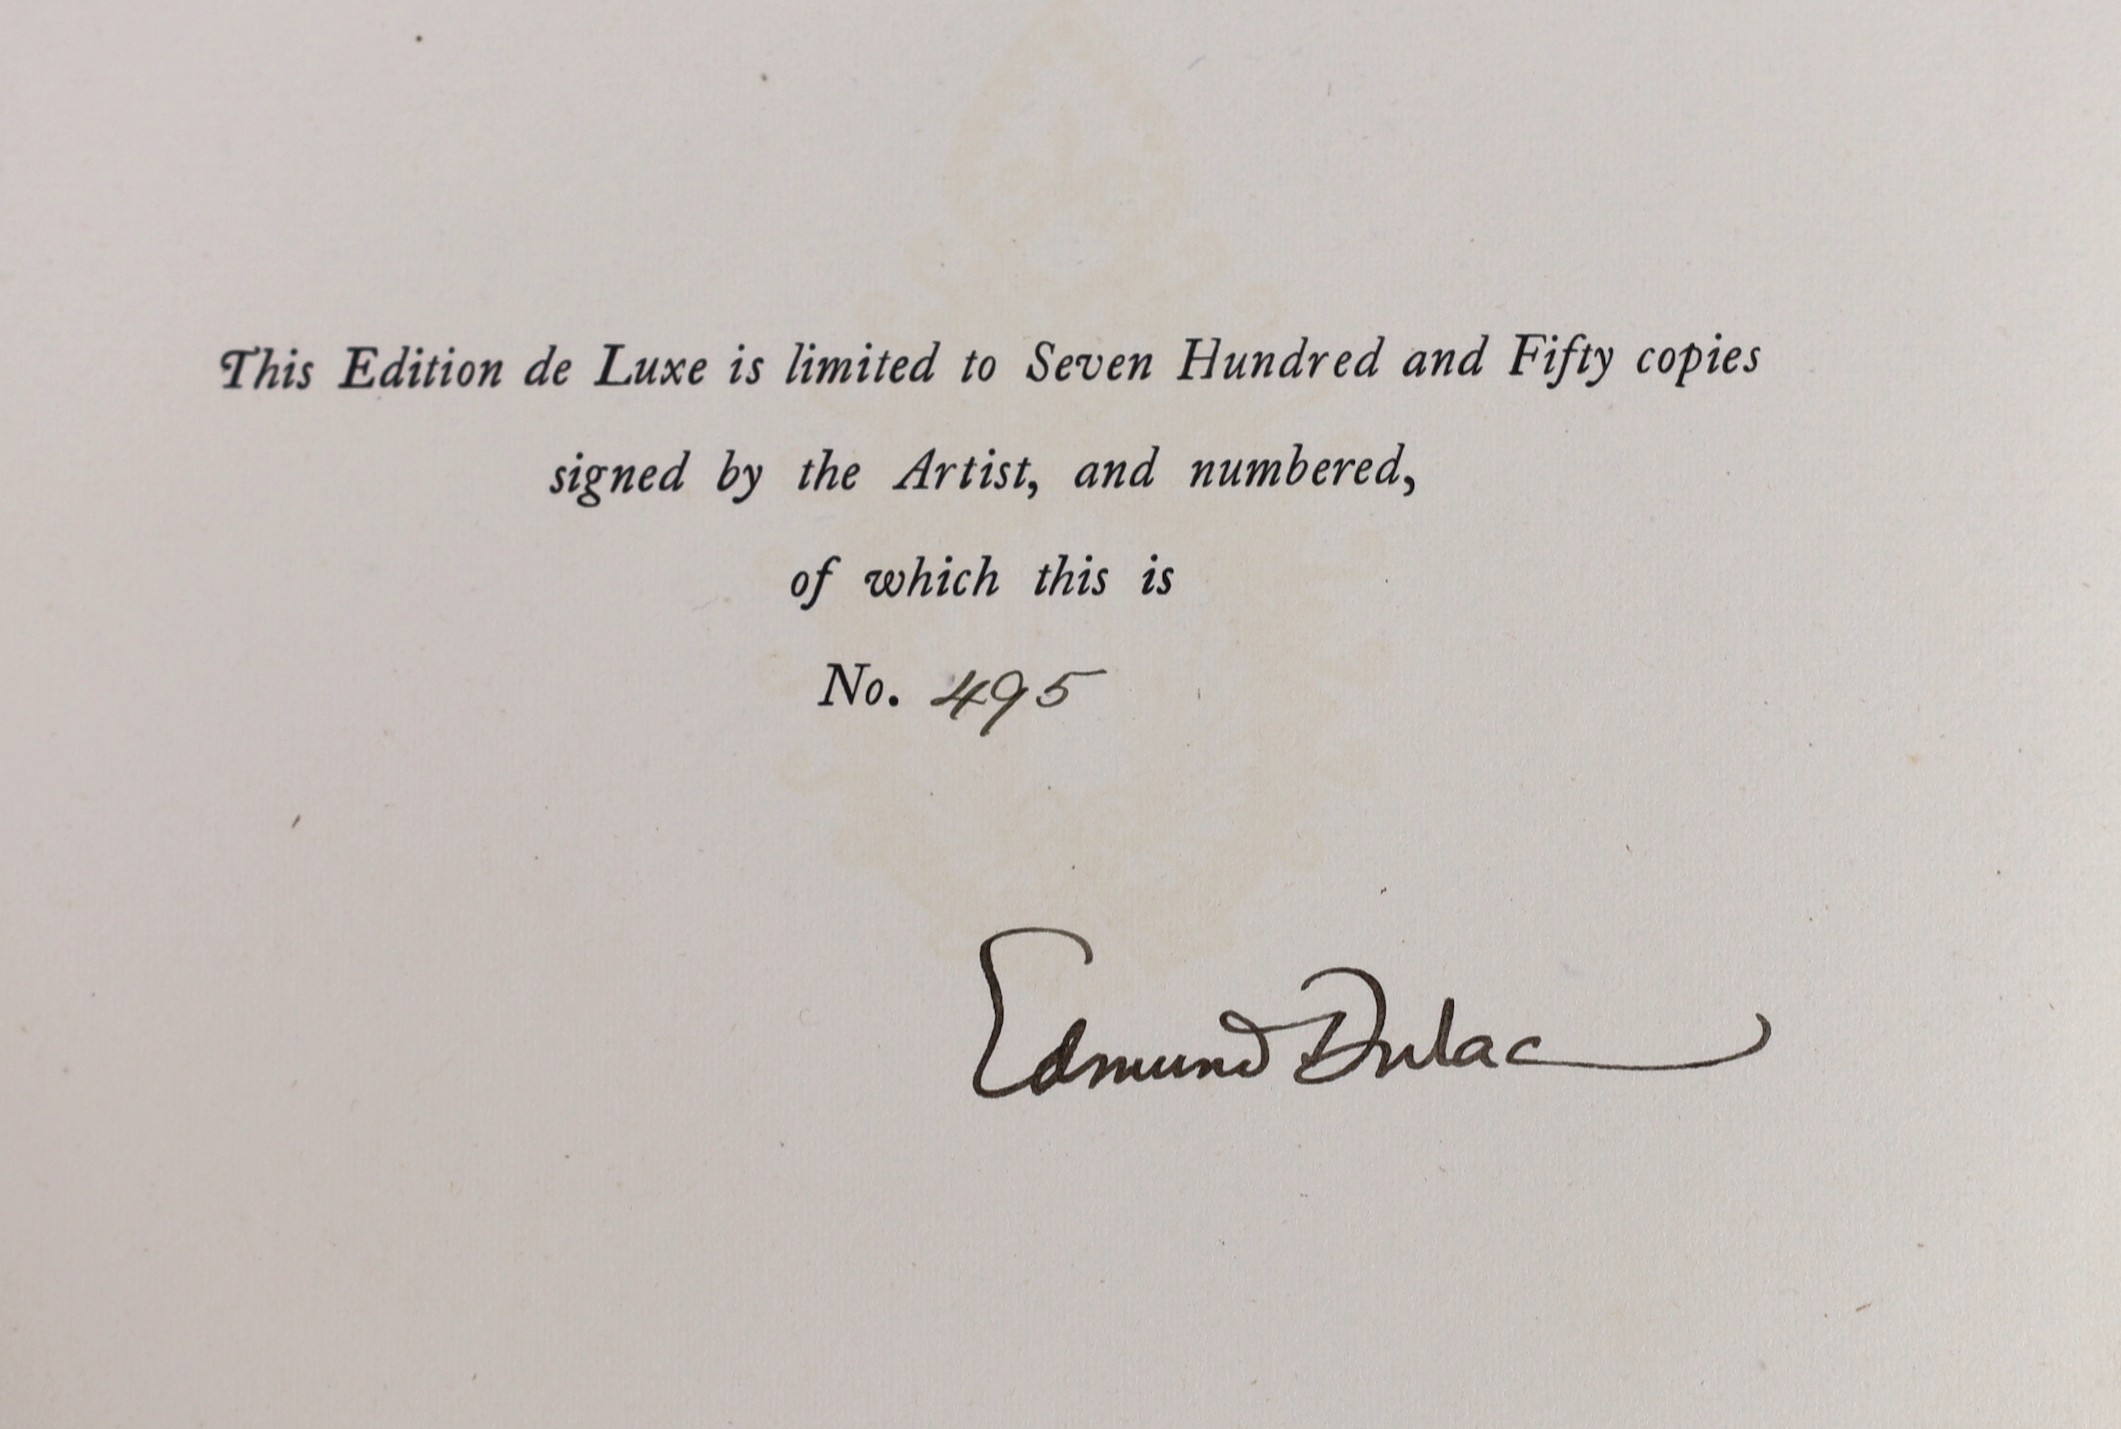 This Edition de Luxe is limited to Seven Hundred and Fifty copies
signed by the Artist, and numbered,
of which this is
No. 495
Edmund Dulac